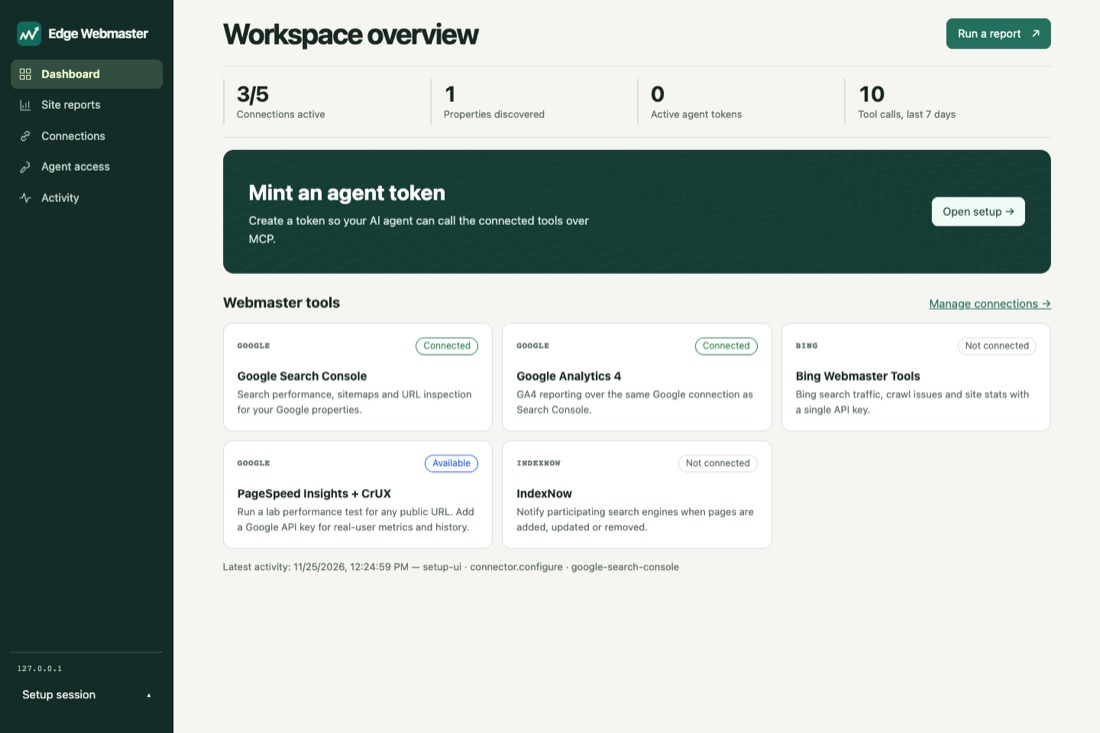 Edge Webmaster
Dashboard
Site reports
Connections
Agent access
Activity
127.0.0.1
Setup session
Workspace overview
Run a report ↗
3/5
Connections active
1
Properties discovered
0
Active agent tokens
10
Tool calls, last 7 days
Mint an agent token
Create a token so your AI agent can call the connected tools over
MCP.
Open setup →
Webmaster tools
Manage connections →
GOOGLE
Connected
Google Search Console
Search performance, sitemaps and URL inspection
for your Google properties.
GOOGLE
Connected
Google Analytics 4
GA4 reporting over the same Google connection as
Search Console.
BING
Not connected
Bing Webmaster Tools
Bing search traffic, crawl issues and site stats with
a single API key.
GOOGLE
Available
PageSpeed Insights + CrUX
Run a lab performance test for any public URL. Add
a Google API key for real-user metrics and history.
INDEXNOW
Not connected
IndexNow
Notify participating search engines when pages are
added, updated or removed.
Latest activity: 11/25/2026, 12:24:59 PM — setup-ui · connector.configure · google-search-console